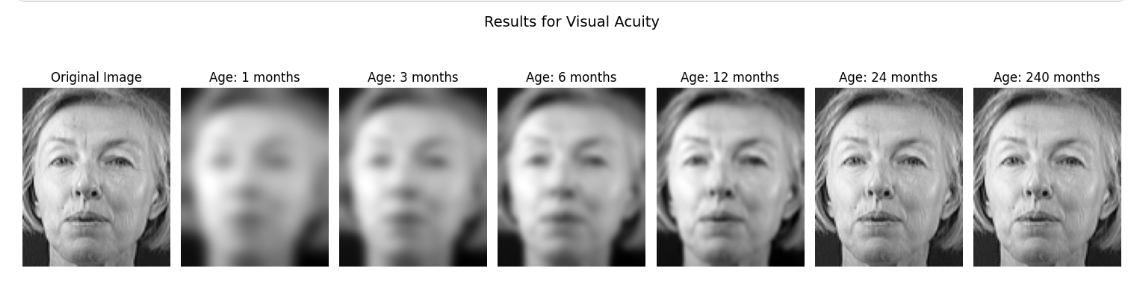 Results for Visual Acuity
Original Image
Age: 1 months
Age: 3 months
Age: 6 months
Age: 12 months
Age: 24 months
Age: 240 months